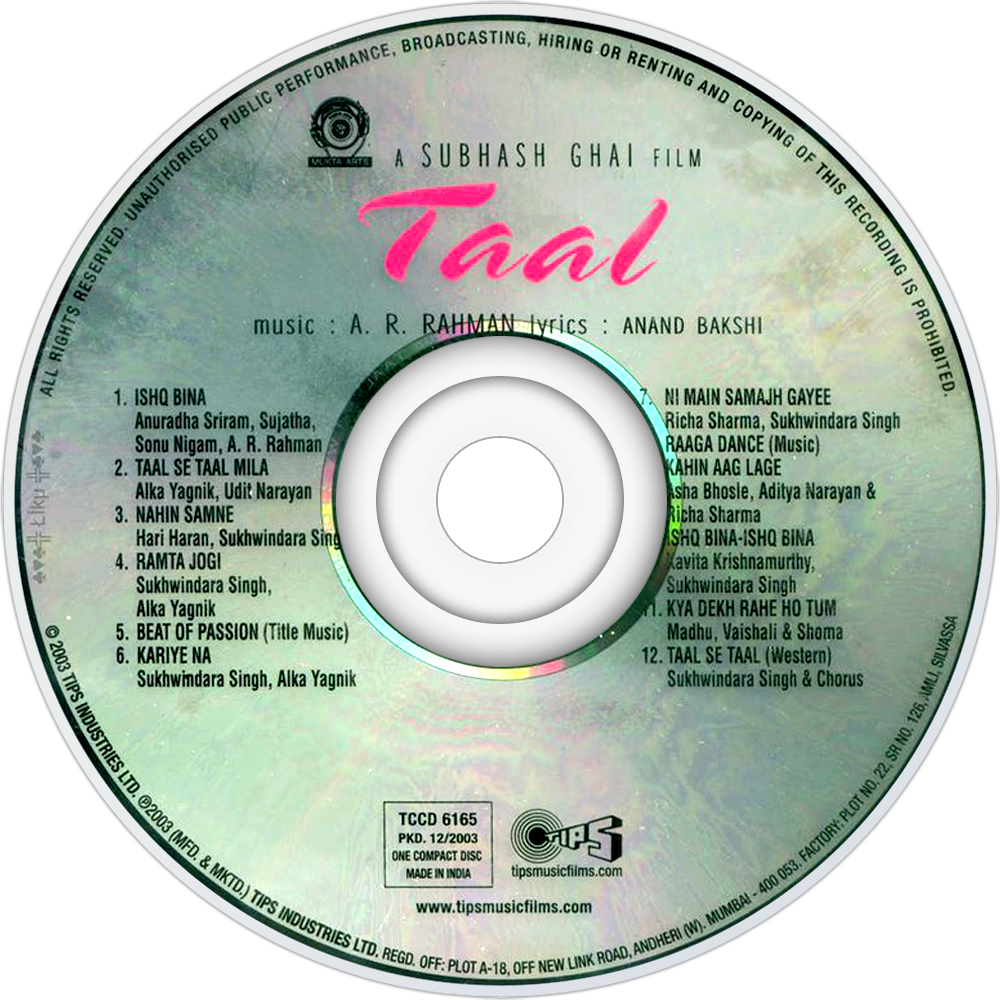 ALL RIGHTS RESERVED. UNAUTHORISED PUBLIC PERFORMANCE, BROADCASTING, HIRING OR RENTING AND COPYING OF THIS RECORDING IS PROHIBITED.
MUKTA ARTS
A SUBHASH GHAI FILM
Taal
music : A. R. RAHMAN lyrics : ANAND BAKSHI
1. ISHQ BINA
Anuradha Sriram, Sujatha,
Sonu Nigam, A. R. Rahman
2. TAAL SE TAAL MILA
Alka Yagnik, Udit Narayan
3. NAHIN SAMNE
Hari Haran, Sukhwindara Sing
4. RAMTA JOGI
Sukhwindara Singh,
Alka Yagnik
5. BEAT OF PASSION (Title Music)
6. KARIYE NA
Sukhwindara Singh, Alka Yagnik
7. NI MAIN SAMAJH GAYEE
Richa Sharma, Sukhwindara Singh
RAAGA DANCE (Music)
KAHIN AAG LAGE
Asha Bhosle, Aditya Narayan &
Richa Sharma
ISHQ BINA-ISHQ BINA
Kavita Krishnamurthy,
Sukhwindara Singh
11. KYA DEKH RAHE HO TUM
Madhu, Vaishali & Shoma
12. TAAL SE TAAL (Western)
Sukhwindara Singh & Chorus
TCCD 6165
PKD. 12/2003
ONE COMPACT DISC
MADE IN INDIA
TIPS
tipsmusicfilms.com
www.tipsmusicfilms.com
© 2003 TIPS INDUSTRIES LTD. ℗2003 (MFD. & MKTD.) TIPS INDUSTRIES LTD. REGD. OFF: PLOT A-18, OFF NEW LINK ROAD, ANDHERI (W). MUMBAI - 400 053. FACTORY: PLOT NO. 22, SR NO. 126, AMLI, SILVASSA